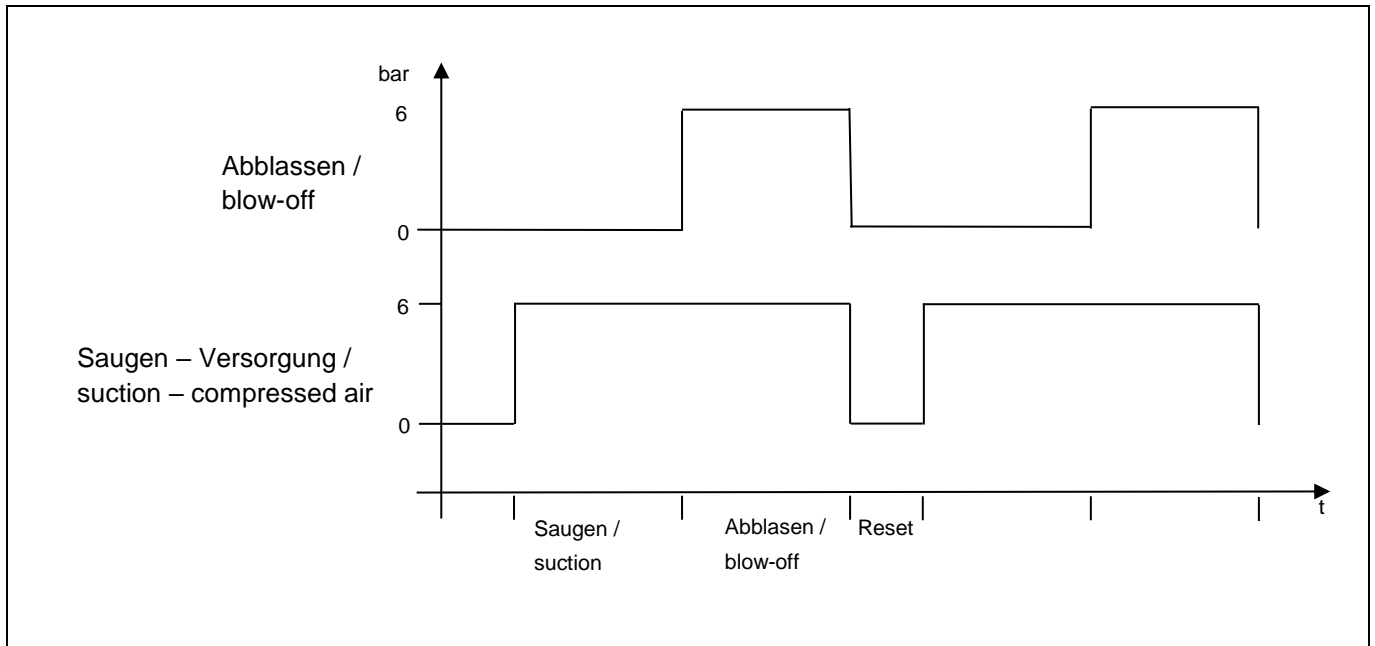 bar
6
Abblassen /
blow-off
0
6
Saugen – Versorgung /
suction – compressed air
0
t
Saugen /
suction
Abblasen /
blow-off
Reset